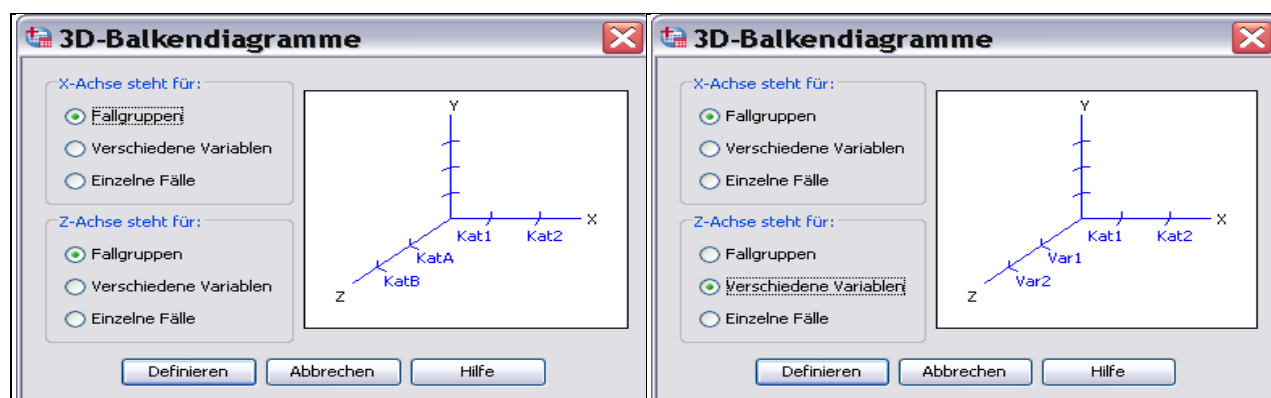 3D-Balkendiagramme
X-Achse steht für:
Fallgruppen
Verschiedene Variablen
Einzelne Fälle
Z-Achse steht für:
Fallgruppen
Verschiedene Variablen
Einzelne Fälle
Y
X
Kat1 Kat2
KatA
KatB
Z
Definieren Abbrechen Hilfe
3D-Balkendiagramme
X-Achse steht für:
Fallgruppen
Verschiedene Variablen
Einzelne Fälle
Z-Achse steht für:
Fallgruppen
Verschiedene Variablen
Einzelne Fälle
Y
X
Kat1 Kat2
Var1
Var2
Z
Definieren Abbrechen Hilfe